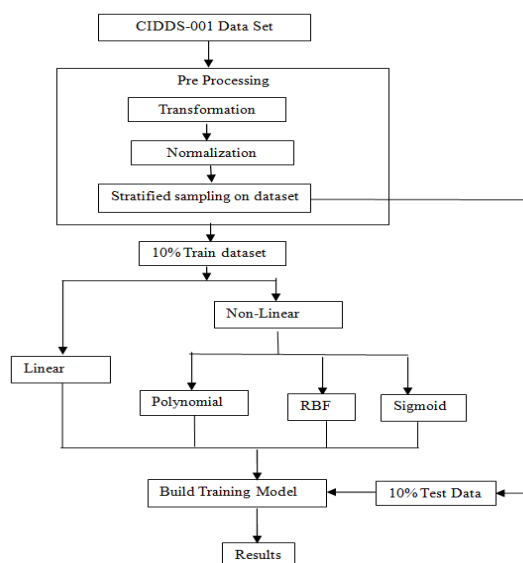 CIDDS-001 Data Set
Pre Processing
Transformation
Normalization
Stratified sampling on dataset
10% Train dataset
Non-Linear
Linear
Polynomial
RBF
Sigmoid
Build Training Model
10% Test Data
Results